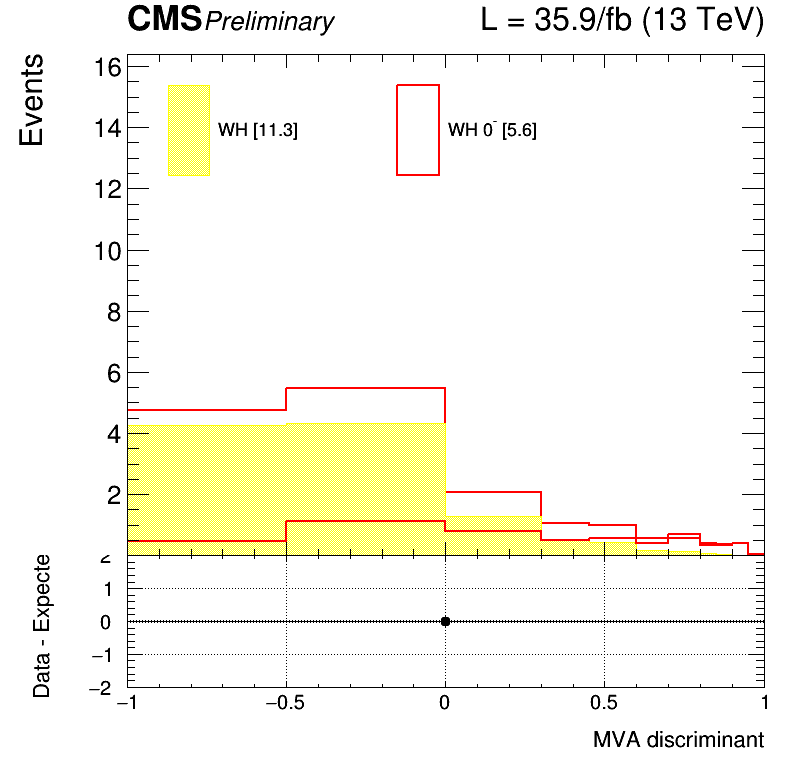 CMS Preliminary L = 35.9/fb (13 TeV)
Events
16
14
12
10
8
6
4
2
WH [11.3]
WH 0⁻ [5.6]
Data - Expecte
2
1
0
−1
−2
−1 −0.5 0 0.5 1
MVA discriminant